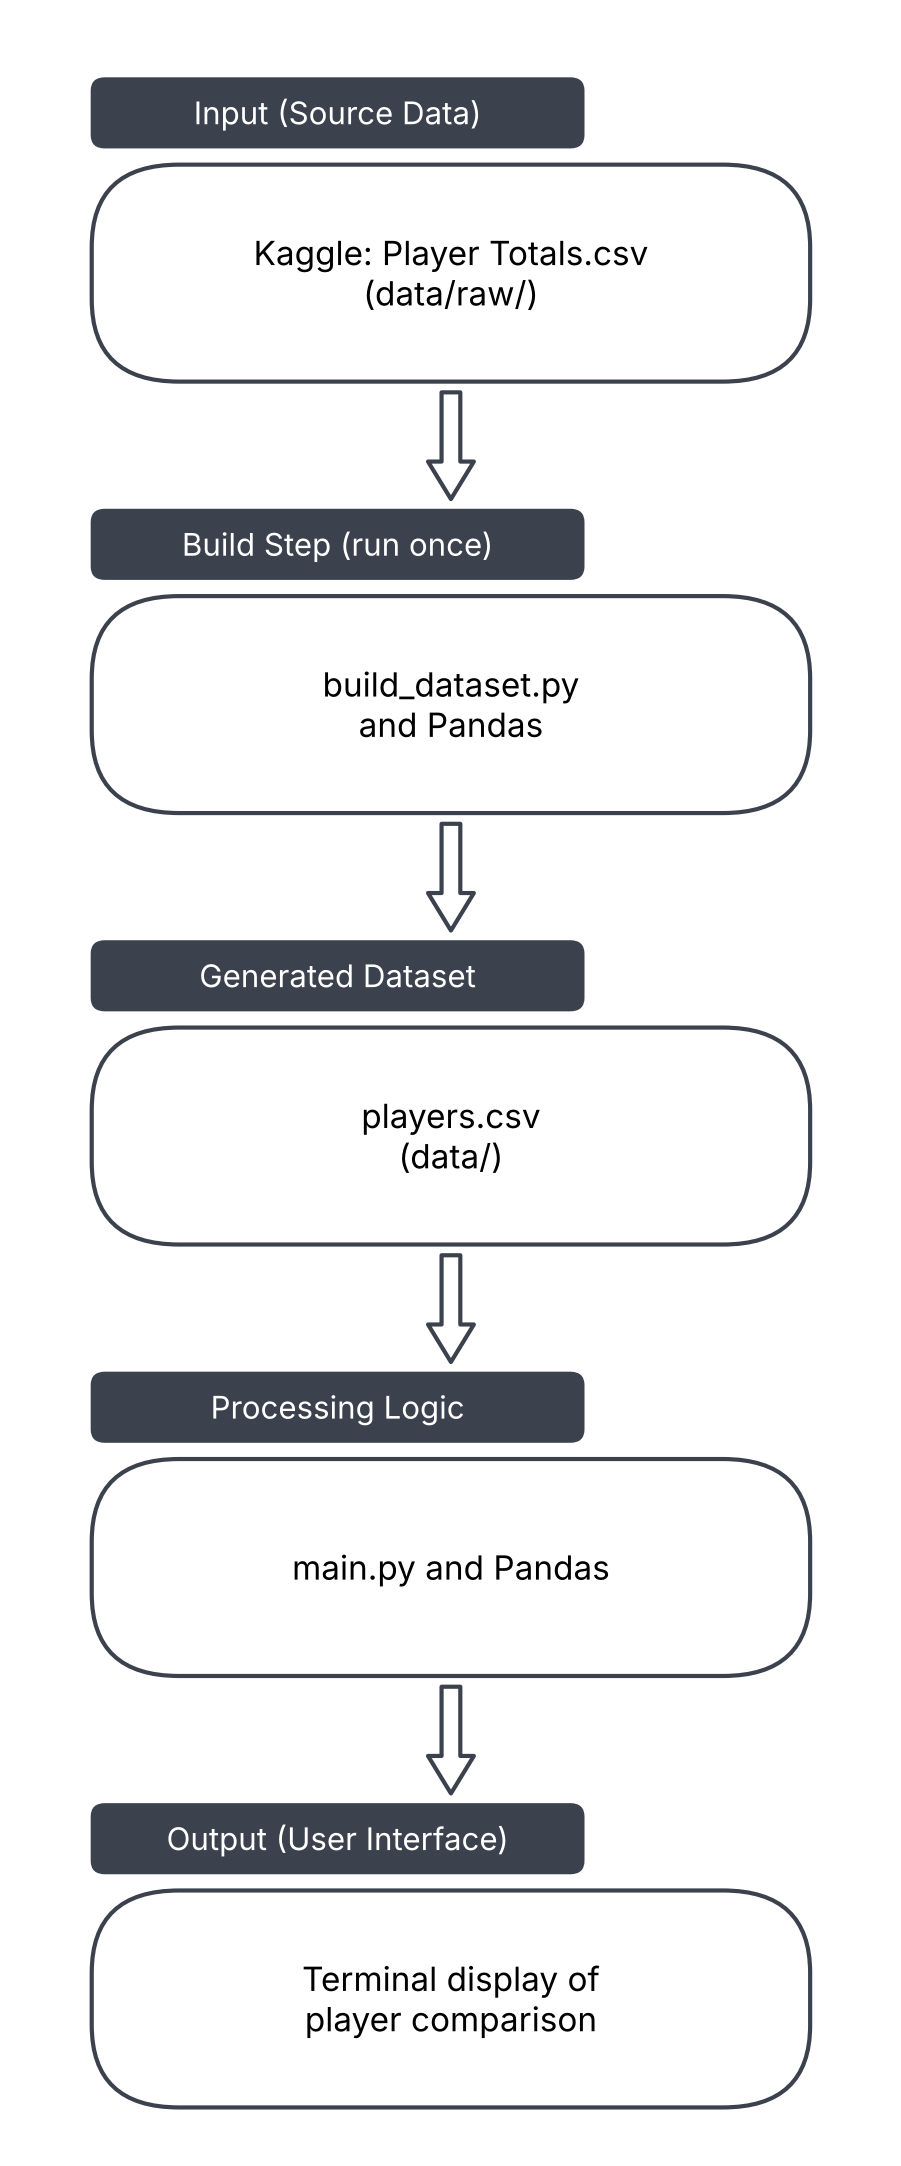 Input (Source Data)
Kaggle: Player Totals.csv
(data/raw/)
Build Step (run once)
build_dataset.py
and Pandas
Generated Dataset
players.csv
(data/)
Processing Logic
main.py and Pandas
Output (User Interface)
Terminal display of
player comparison